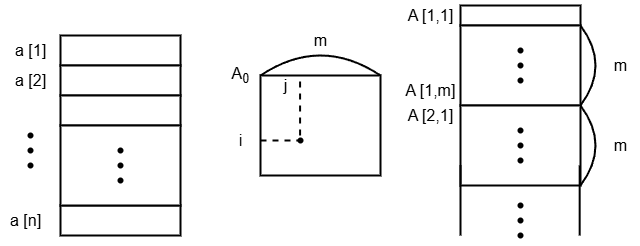 a [1]
a [2]
a [n]
m
A0
j
i
A [1,1]
m
A [1,m]
A [2,1]
m